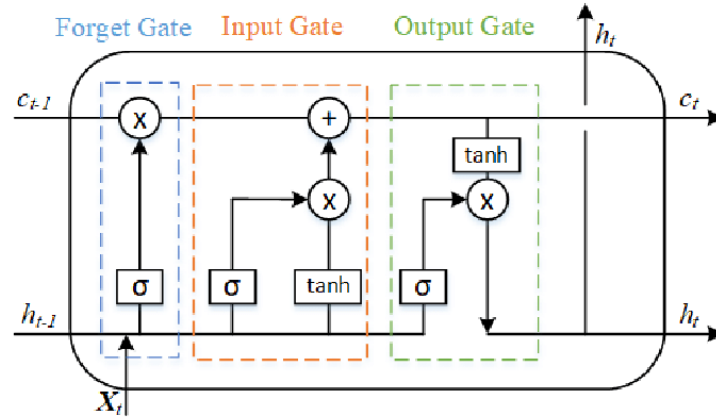 Forget Gate Input Gate Output Gate h_t
c_{t-1} x + c_t
tanh
x x
σ σ tanh σ
h_{t-1} h_t
X_t